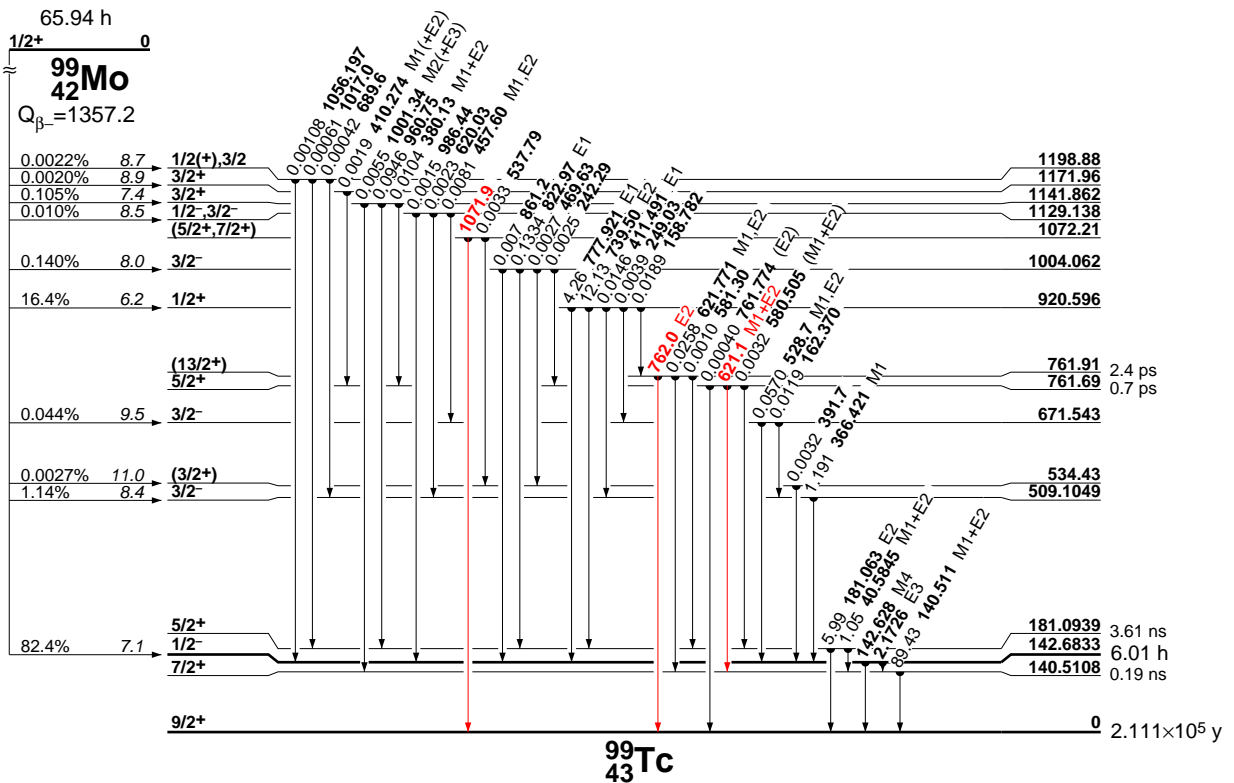 65.94 h
1/2+ 0
99
42Mo
Qβ−=1357.2
0.00108 1056.197
0.00061 1017.0
0.00042 689.6
0.0019 410.274 M1(+E2)
0.0055 1001.34 M2(+E3)
0.0946 960.75
0.0104 380.13 M1+E2
0.0015 986.44
0.0023 620.03
0.0081 457.60 M1,E2
1071.9
0.0033 537.79
0.007 861.2
0.1334 822.97 E1
0.0027 469.63
0.0025 242.29
4.26 777.921 E1
12.13 739.50 E2
0.0146 411.491 E1
0.0039 249.03
0.0189 158.782
762.0 E2
0.0258 621.771 M1,E2
0.0010 581.30
0.00040 761.774 (E2)
621.1 M1+E2
0.0032 580.505 (M1+E2)
0.0570 528.7 M1,E2
0.0119 162.370
0.0032 391.7
1.191 366.421 M1
5.99 181.063 E2
1.05 40.5845 M1+E2
142.628 M4
2.1726 E3
89.43 140.511 M1+E2
0.0022% 8.7 1/2(+),3/2 1198.88
0.0020% 8.9 3/2+ 1171.96
0.105% 7.4 3/2+ 1141.862
0.010% 8.5 1/2−,3/2− 1129.138
(5/2+,7/2+) 1072.21
0.140% 8.0 3/2− 1004.062
16.4% 6.2 1/2+ 920.596
(13/2+) 761.91 2.4 ps
5/2+ 761.69 0.7 ps
0.044% 9.5 3/2− 671.543
0.0027% 11.0 (3/2+) 534.43
1.14% 8.4 3/2− 509.1049
5/2+ 181.0939 3.61 ns
82.4% 7.1 1/2− 142.6833 6.01 h
7/2+ 140.5108 0.19 ns
9/2+ 0 2.111×10⁵ y
99
43Tc